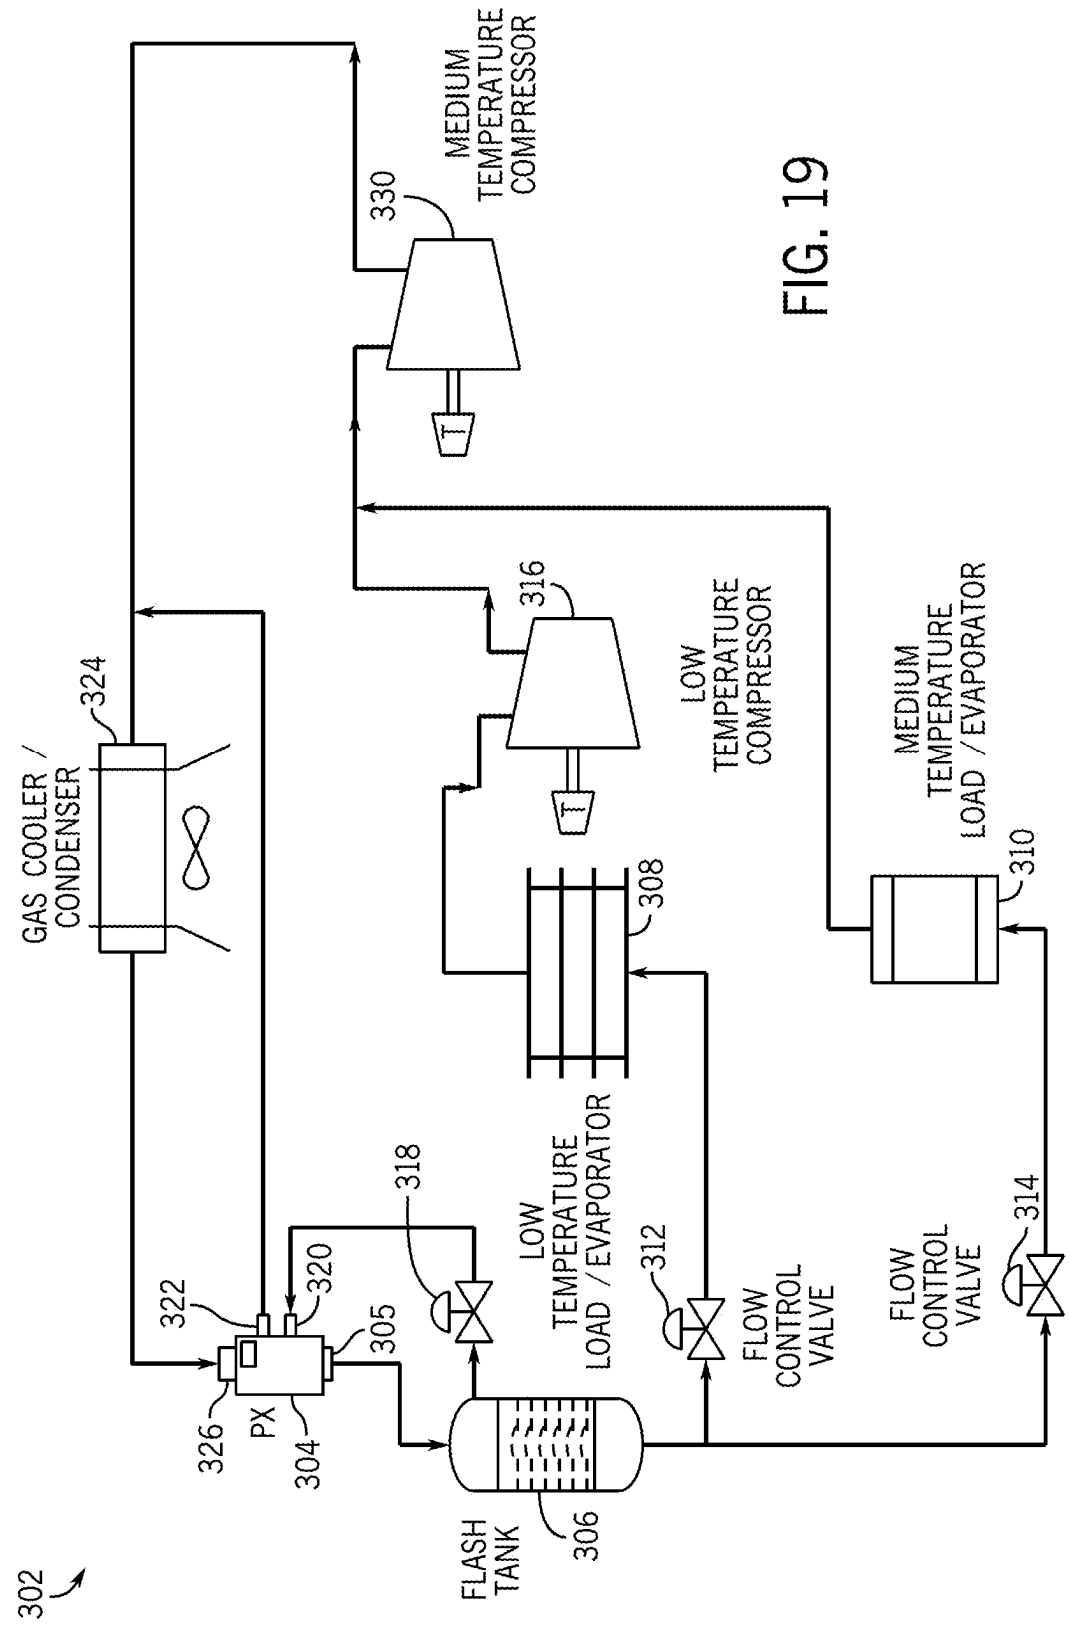 302
GAS COOLER /
CONDENSER
324
322
326
PX
304
320
305
318
FLASH
TANK
306
LOW
TEMPERATURE
LOAD / EVAPORATOR
308
T
316
LOW
TEMPERATURE
COMPRESSOR
T
330
MEDIUM
TEMPERATURE
COMPRESSOR
312
FLOW
CONTROL
VALVE
FLOW
CONTROL
VALVE
314
310
MEDIUM
TEMPERATURE
LOAD / EVAPORATOR
FIG. 19